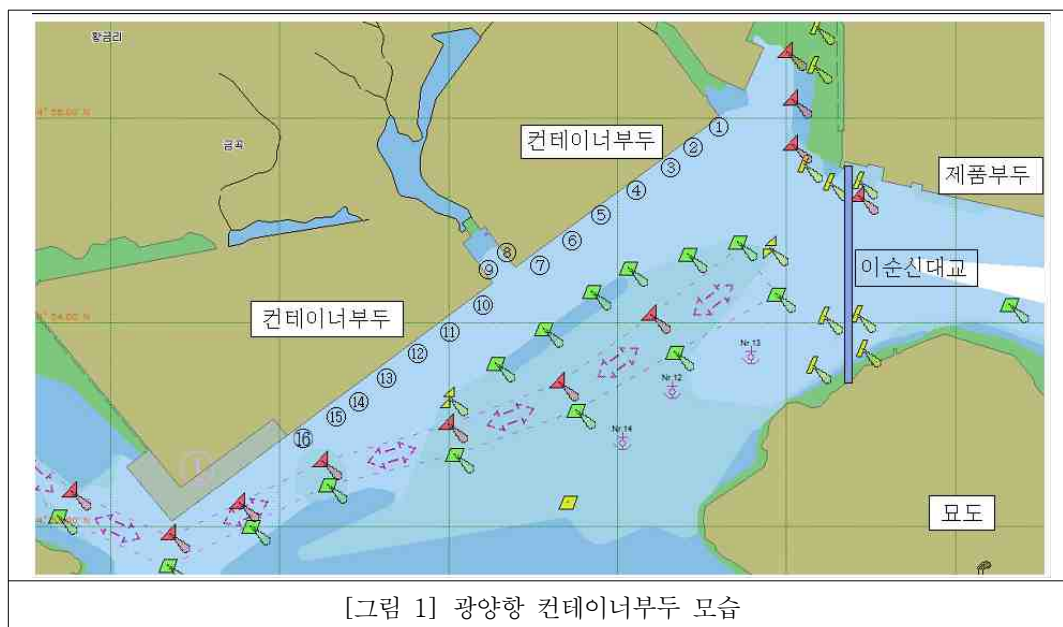 황금리
금곡
컨테이너부두
①
②
③
④
⑤
⑥
⑦
⑧
⑨
⑩
⑪
⑫
⑬
⑭
⑮
⑯
제품부두
이순신대교
컨테이너부두
Nr.13
Nr.12
Nr.14
묘도
[그림 1] 광양항 컨테이너부두 모습